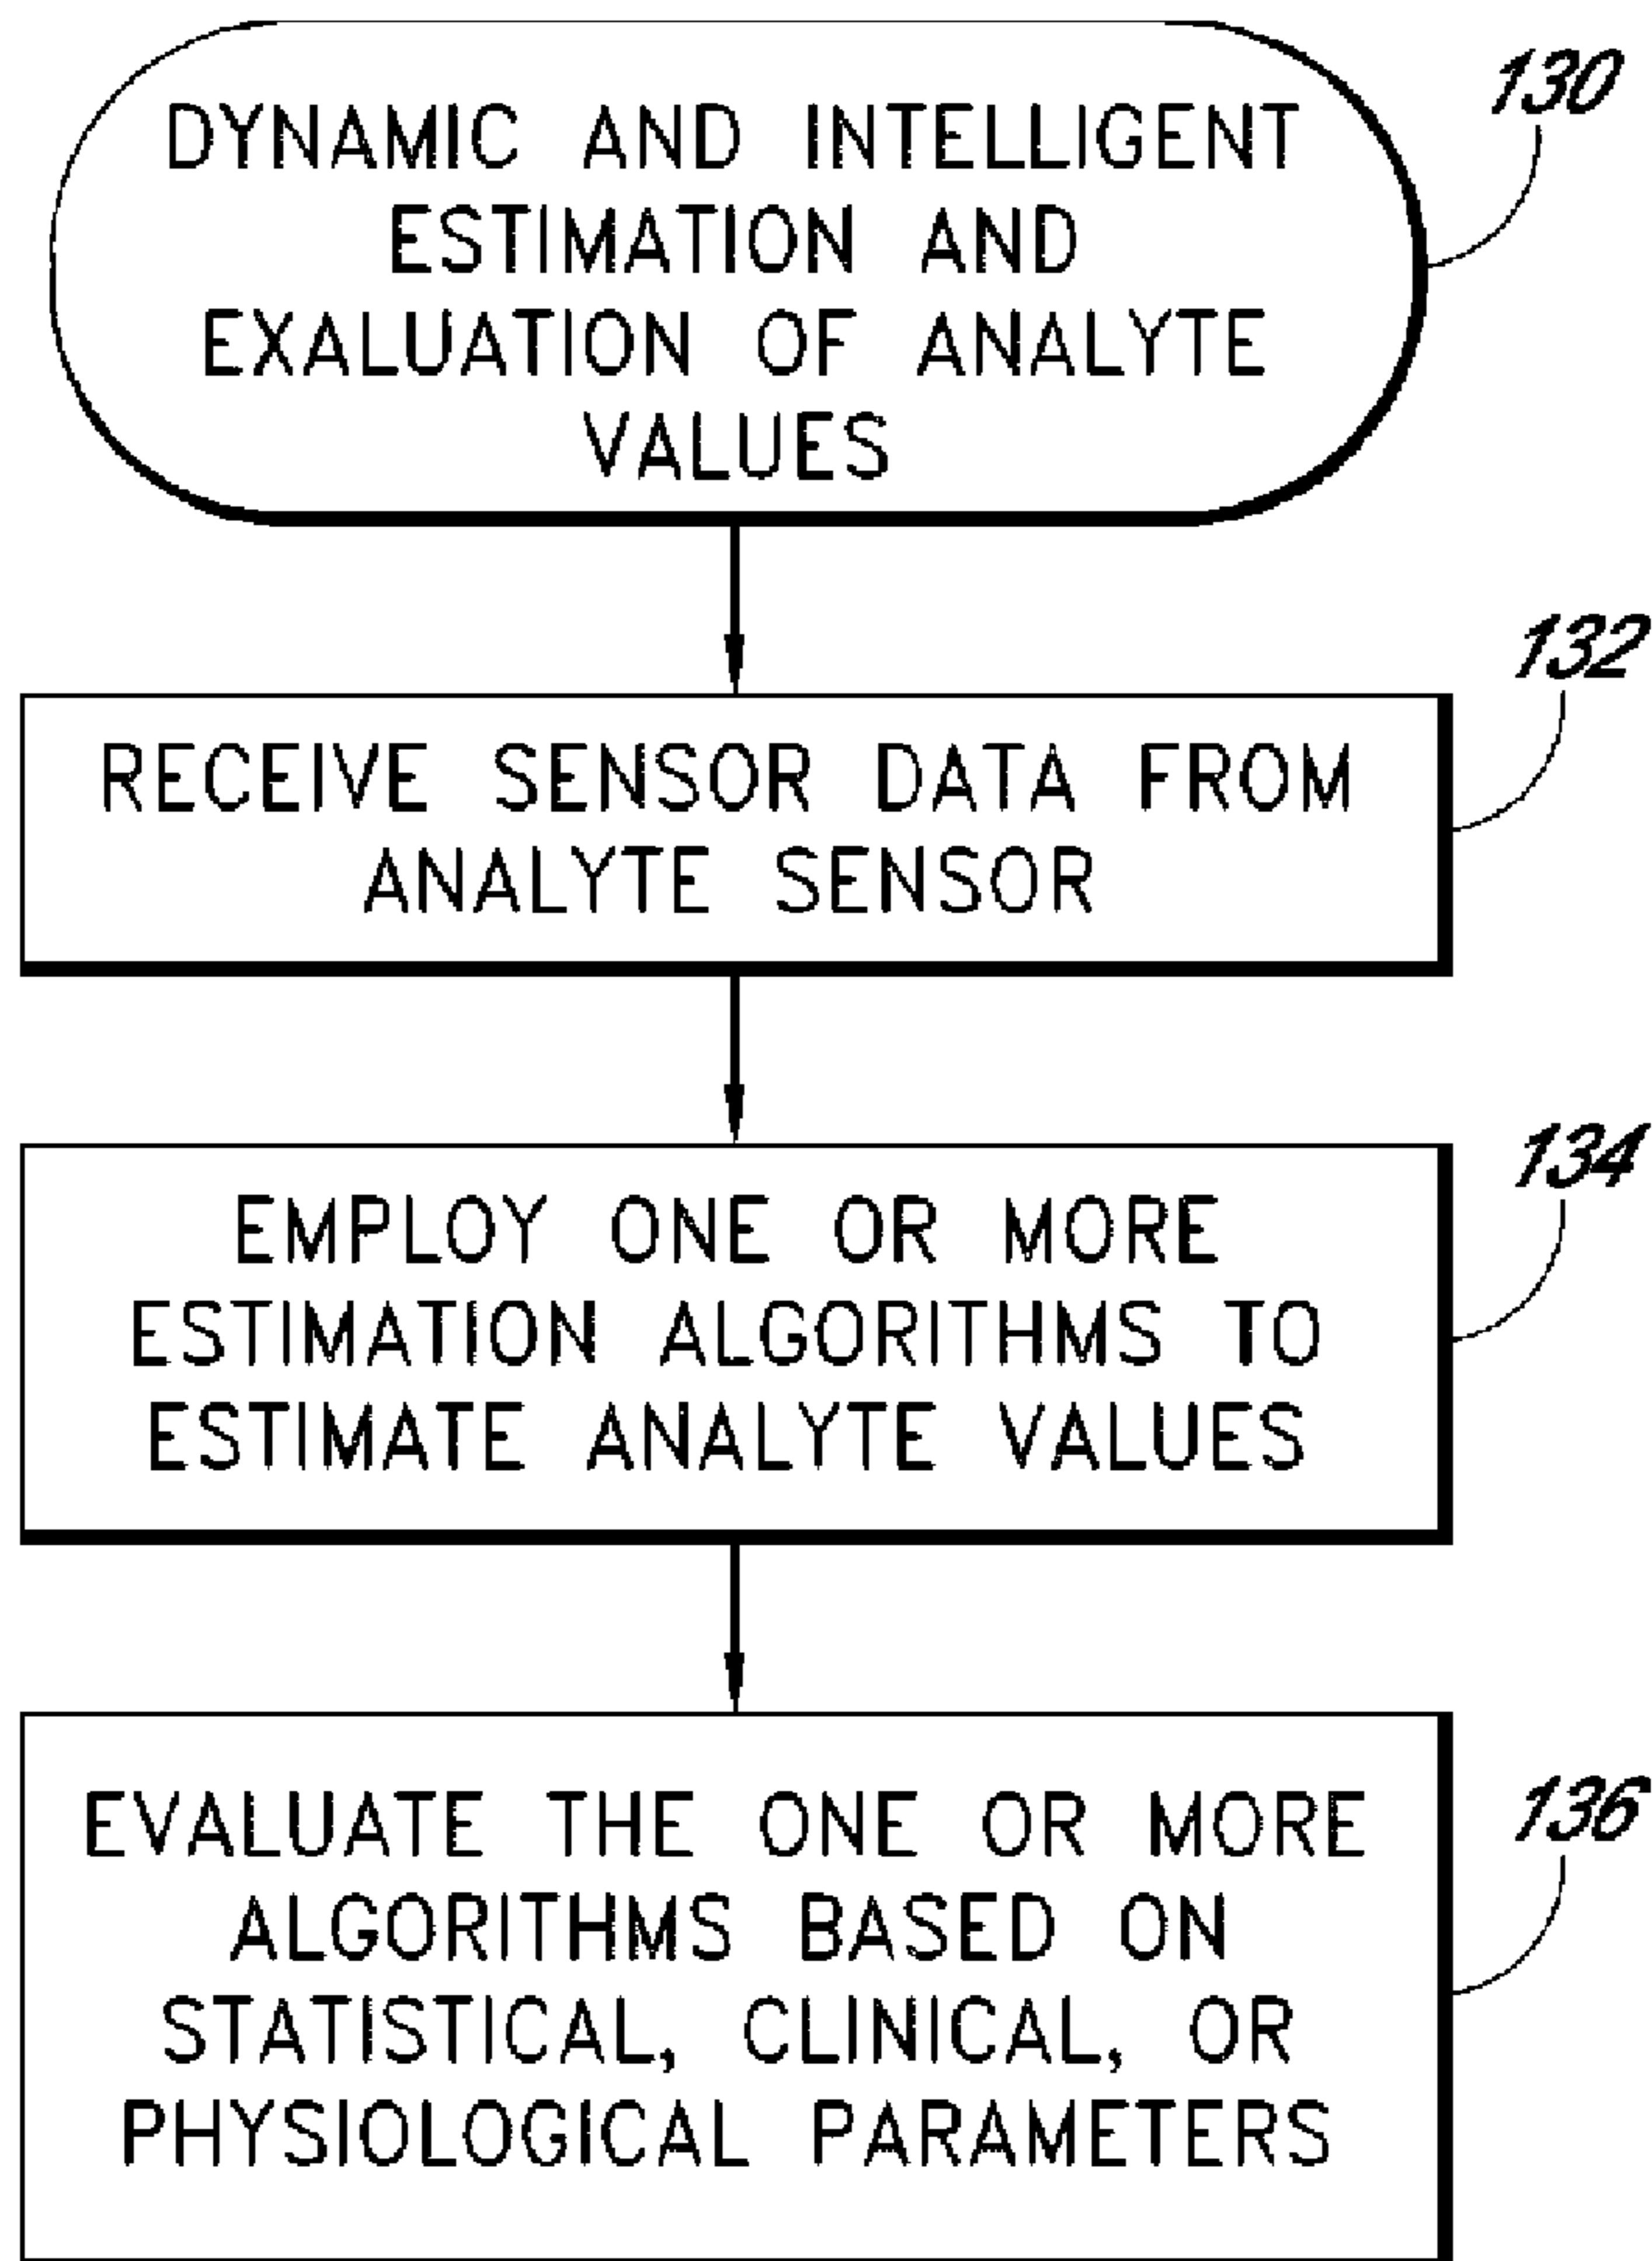 DYNAMIC AND INTELLIGENT
ESTIMATION AND
EXALUATION OF ANALYTE
VALUES
130
132
RECEIVE SENSOR DATA FROM
ANALYTE SENSOR
134
EMPLOY ONE OR MORE
ESTIMATION ALGORITHMS TO
ESTIMATE ANALYTE VALUES
136
EVALUATE THE ONE OR MORE
ALGORITHMS BASED ON
STATISTICAL, CLINICAL, OR
PHYSIOLOGICAL PARAMETERS